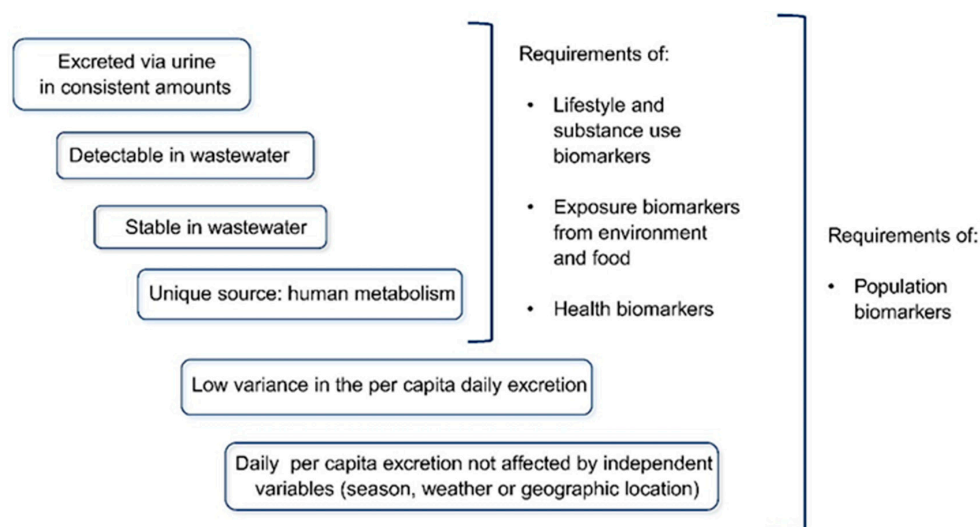 Excreted via urine
in consistent amounts
Detectable in wastewater
Stable in wastewater
Unique source: human metabolism
Low variance in the per capita daily excretion
Daily per capita excretion not affected by independent
variables (season, weather or geographic location)
Requirements of:
• Lifestyle and
substance use
biomarkers
• Exposure biomarkers
from environment
and food
• Health biomarkers
Requirements of:
• Population
biomarkers